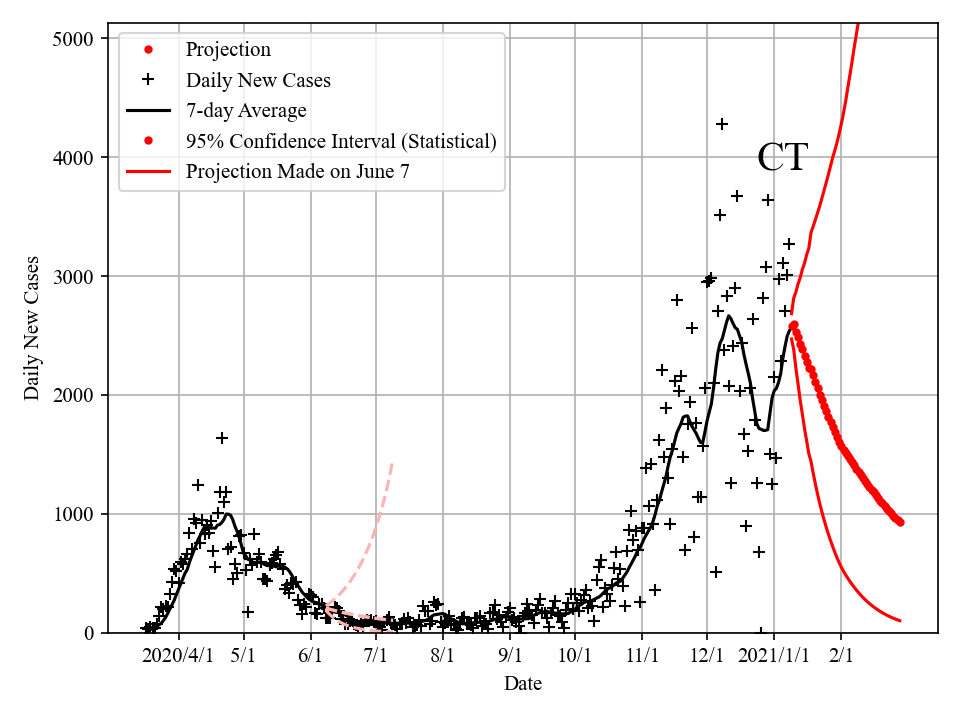 5000
4000
3000
2000
1000
0
Daily New Cases
Projection
Daily New Cases
7-day Average
95% Confidence Interval (Statistical)
Projection Made on June 7
CT
2020/4/1 5/1 6/1 7/1 8/1 9/1 10/1 11/1 12/1 2021/1/1 2/1
Date